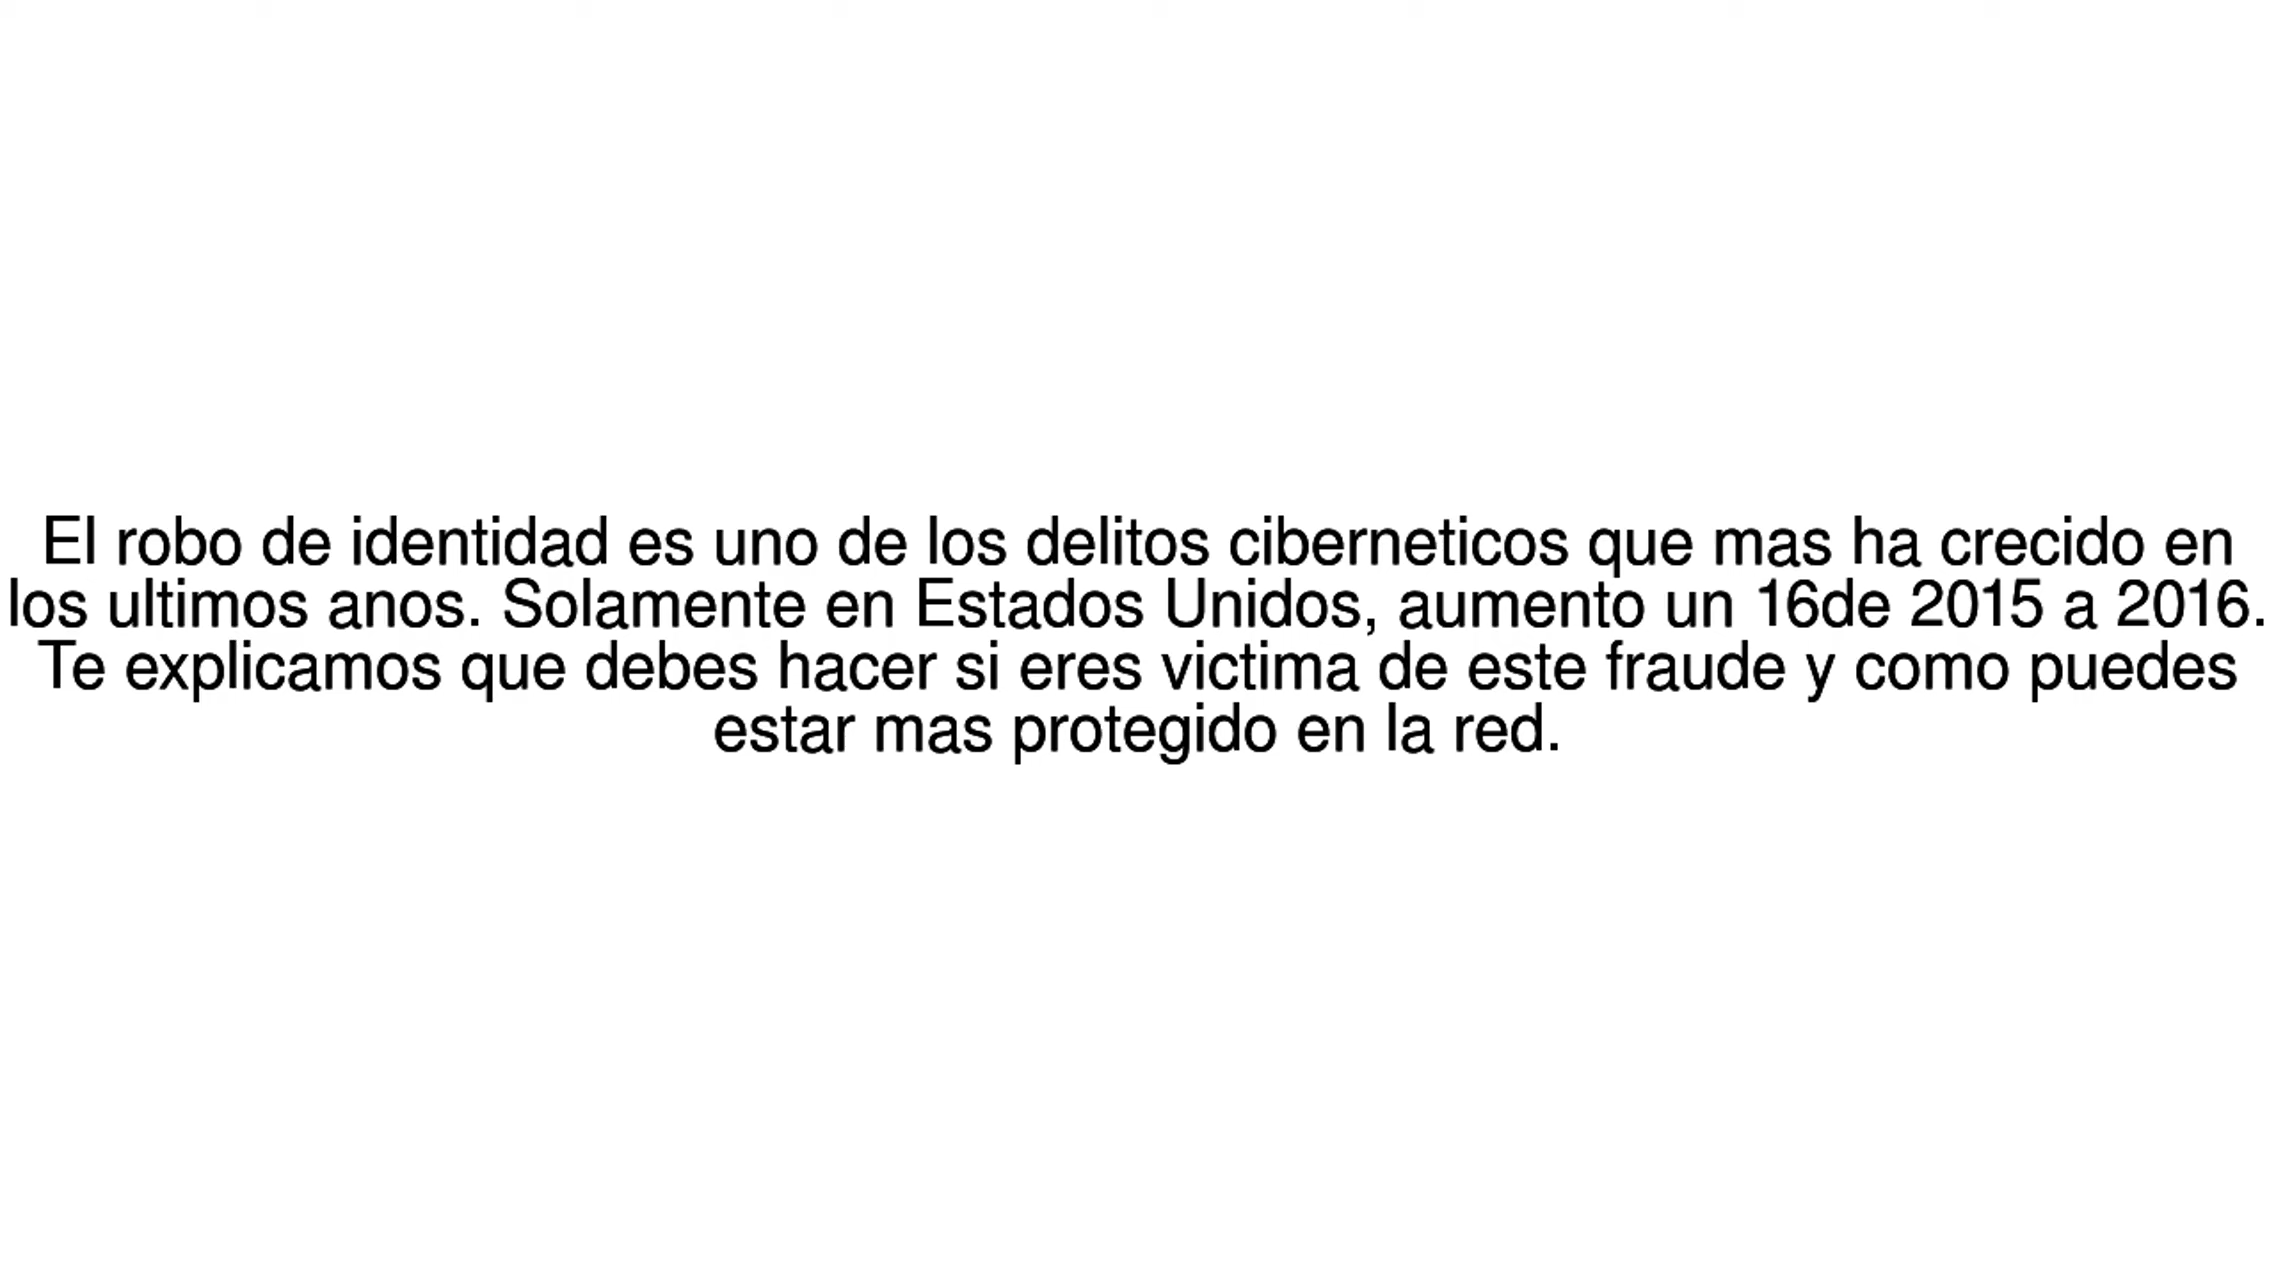 El robo de identidad es uno de los delitos ciberneticos que mas ha crecido en
los ultimos anos. Solamente en Estados Unidos, aumento un 16de 2015 a 2016.
Te explicamos que debes hacer si eres victima de este fraude y como puedes
estar mas protegido en la red.